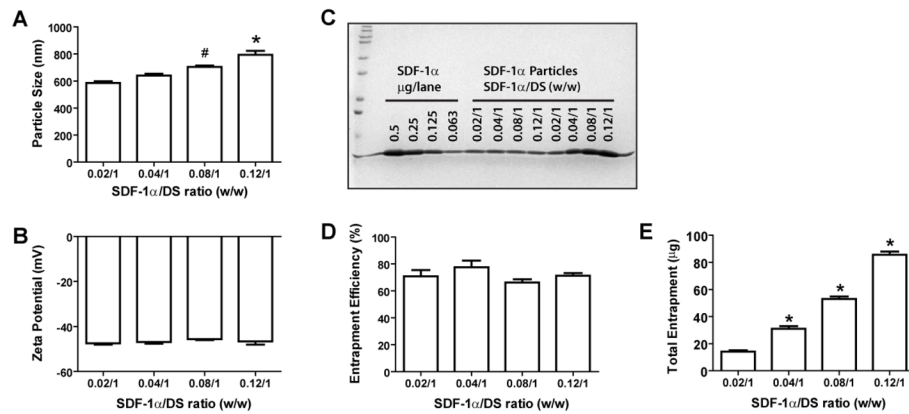 A
Particle Size (nm)
1000
800
600
400
200
0
#
*
0.02/1 0.04/1 0.08/1 0.12/1
SDF-1α/DS ratio (w/w)
B
Zeta Potential (mV)
0
-20
-40
-60
0.02/1 0.04/1 0.08/1 0.12/1
SDF-1α/DS ratio (w/w)
C
SDF-1α
μg/lane
SDF-1α Particles
SDF-1α/DS (w/w)
0.5 0.25 0.125 0.063 0.02/1 0.04/1 0.08/1 0.12/1 0.02/1 0.04/1 0.08/1 0.12/1
D
Entrapment Efficiency (%)
100
80
60
40
20
0
0.02/1 0.04/1 0.08/1 0.12/1
SDF-1α/DS ratio (w/w)
E
Total Entrapment (μg)
100
80
60
40
20
0
*
*
*
0.02/1 0.04/1 0.08/1 0.12/1
SDF-1α/DS ratio (w/w)